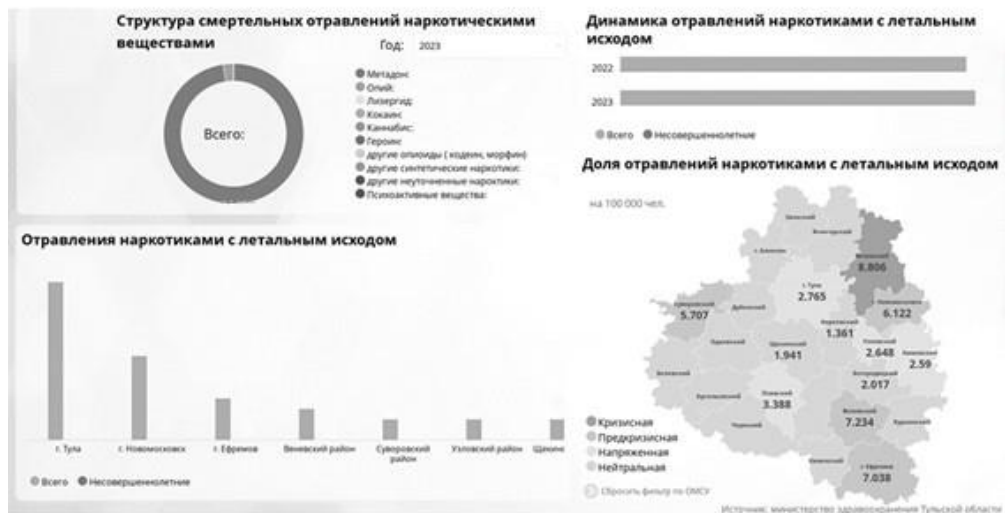 Структура смертельных отравлений наркотическими
веществами
Год: 2023
Всего:
Метадон:
Опий:
Лизергид:
Кокаин:
Каннабис:
Героин:
другие опиоиды ( кодеин, морфин)
другие синтетические наркотики:
другие неуточненные наркотики:
Психоактивные вещества:
Динамика отравлений наркотиками с летальным
исходом
2022
2023
Всего Несовершеннолетние
Отравления наркотиками с летальным исходом
г. Тула г. Новомосковск г. Ефремов Веневский район Суворовский Узловский район
район
Всего Несовершеннолетние
Доля отравлений наркотиками с летальным исходом
на 100 000 чел.
8.806
г. Тула
2.765
6.122
5.707
1.361
1.941
2.648
2.59
2.017
3.388
7.234
г. Ефремов
7.038
Кризисная
Предкризисная
Напряженная
Нейтральная
Сбросить фильтр по ОМСУ
Источник: министерство здравоохранения Тульской области